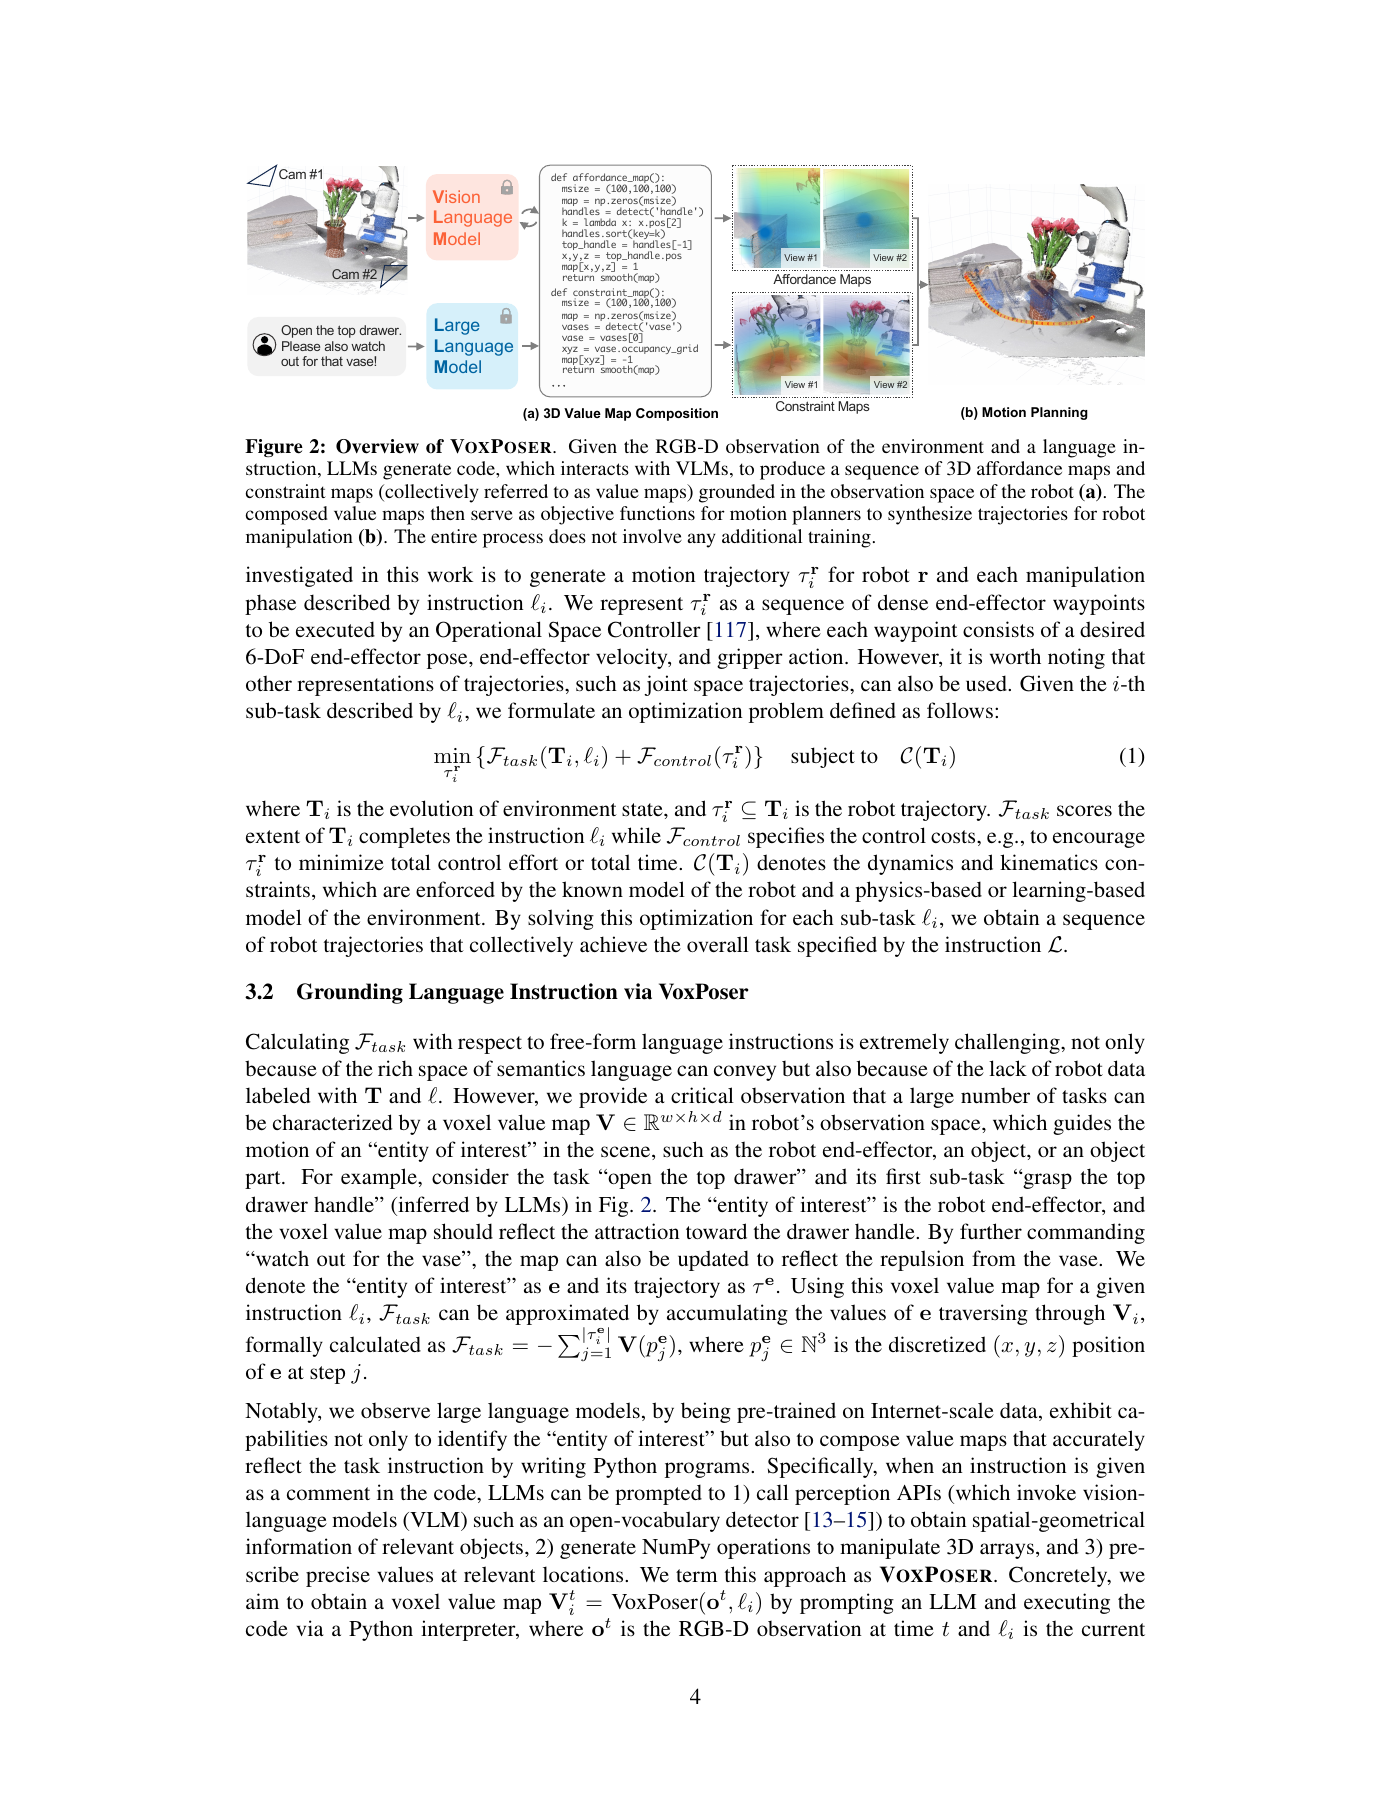 Cam #1
Cam #2
Open the top drawer.
Please also watch
out for that vase!
Vision
Language
Model
Large
Language
Model
def affordance_map():
msize = (100,100,100)
map = np.zeros(msize)
handles = detect('handle')
k = lambda x: x.pos[2]
handles.sort(key=k)
top_handle = handles[-1]
x,y,z = top_handle.pos
map[x,y,z] = 1
return smooth(map)
def constraint_map():
msize = (100,100,100)
map = np.zeros(msize)
vases = detect('vase')
vase = vases[0]
xyz = vase.occupancy_grid
map[xyz] = -1
return smooth(map)
...
(a) 3D Value Map Composition
View #1
View #2
Affordance Maps
View #1
View #2
Constraint Maps
(b) Motion Planning
Figure 2: Overview of VOXPOSER. Given the RGB-D observation of the environment and a language in-
struction, LLMs generate code, which interacts with VLMs, to produce a sequence of 3D affordance maps and
constraint maps (collectively referred to as value maps) grounded in the observation space of the robot (a). The
composed value maps then serve as objective functions for motion planners to synthesize trajectories for robot
manipulation (b). The entire process does not involve any additional training.
investigated in this work is to generate a motion trajectory τᵢʳ for robot r and each manipulation
phase described by instruction ℓᵢ. We represent τᵢʳ as a sequence of dense end-effector waypoints
to be executed by an Operational Space Controller [117], where each waypoint consists of a desired
6-DoF end-effector pose, end-effector velocity, and gripper action. However, it is worth noting that
other representations of trajectories, such as joint space trajectories, can also be used. Given the i-th
sub-task described by ℓᵢ, we formulate an optimization problem defined as follows:
min_{τᵢʳ} {F_task(Tᵢ, ℓᵢ) + F_control(τᵢʳ)} subject to C(Tᵢ) (1)
where Tᵢ is the evolution of environment state, and τᵢʳ ⊆ Tᵢ is the robot trajectory. F_task scores the
extent of Tᵢ completes the instruction ℓᵢ while F_control specifies the control costs, e.g., to encourage
τᵢʳ to minimize total control effort or total time. C(Tᵢ) denotes the dynamics and kinematics con-
straints, which are enforced by the known model of the robot and a physics-based or learning-based
model of the environment. By solving this optimization for each sub-task ℓᵢ, we obtain a sequence
of robot trajectories that collectively achieve the overall task specified by the instruction L.
3.2 Grounding Language Instruction via VoxPoser
Calculating F_task with respect to free-form language instructions is extremely challenging, not only
because of the rich space of semantics language can convey but also because of the lack of robot data
labeled with T and ℓ. However, we provide a critical observation that a large number of tasks can
be characterized by a voxel value map V ∈ ℝ^{w×h×d} in robot's observation space, which guides the
motion of an “entity of interest” in the scene, such as the robot end-effector, an object, or an object
part. For example, consider the task “open the top drawer” and its first sub-task “grasp the top
drawer handle” (inferred by LLMs) in Fig. 2. The “entity of interest” is the robot end-effector, and
the voxel value map should reflect the attraction toward the drawer handle. By further commanding
“watch out for the vase”, the map can also be updated to reflect the repulsion from the vase. We
denote the “entity of interest” as e and its trajectory as τᵉ. Using this voxel value map for a given
instruction ℓᵢ, F_task can be approximated by accumulating the values of e traversing through Vᵢ,
formally calculated as F_task = −∑_{j=1}^{|τᵢᵉ|} V(pⱼᵉ), where pⱼᵉ ∈ ℕ³ is the discretized (x, y, z) position
of e at step j.
Notably, we observe large language models, by being pre-trained on Internet-scale data, exhibit ca-
pabilities not only to identify the “entity of interest” but also to compose value maps that accurately
reflect the task instruction by writing Python programs. Specifically, when an instruction is given
as a comment in the code, LLMs can be prompted to 1) call perception APIs (which invoke vision-
language models (VLM) such as an open-vocabulary detector [13–15]) to obtain spatial-geometrical
information of relevant objects, 2) generate NumPy operations to manipulate 3D arrays, and 3) pre-
scribe precise values at relevant locations. We term this approach as VOXPOSER. Concretely, we
aim to obtain a voxel value map Vᵢᵗ = VoxPoser(oᵗ, ℓᵢ) by prompting an LLM and executing the
code via a Python interpreter, where oᵗ is the RGB-D observation at time t and ℓᵢ is the current
4